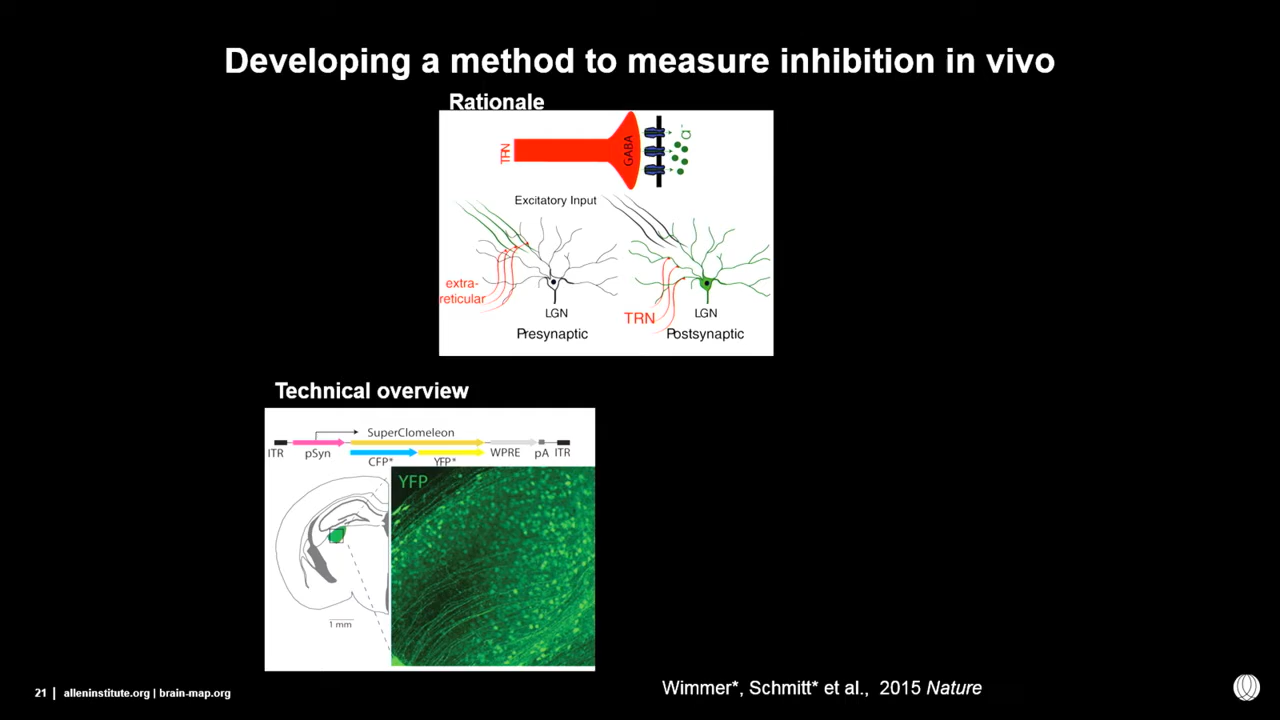 Developing a method to measure inhibition in vivo
Rationale
TRN
GABA
Cl-
Excitatory Input
extra-
reticular
LGN
Presynaptic
TRN
LGN
Postsynaptic
Technical overview
SuperClomeleon
ITR
pSyn
CFP*
YFP*
WPRE
pA
ITR
YFP
1 mm
21 | alleninstitute.org | brain-map.org
Wimmer*, Schmitt* et al., 2015 Nature